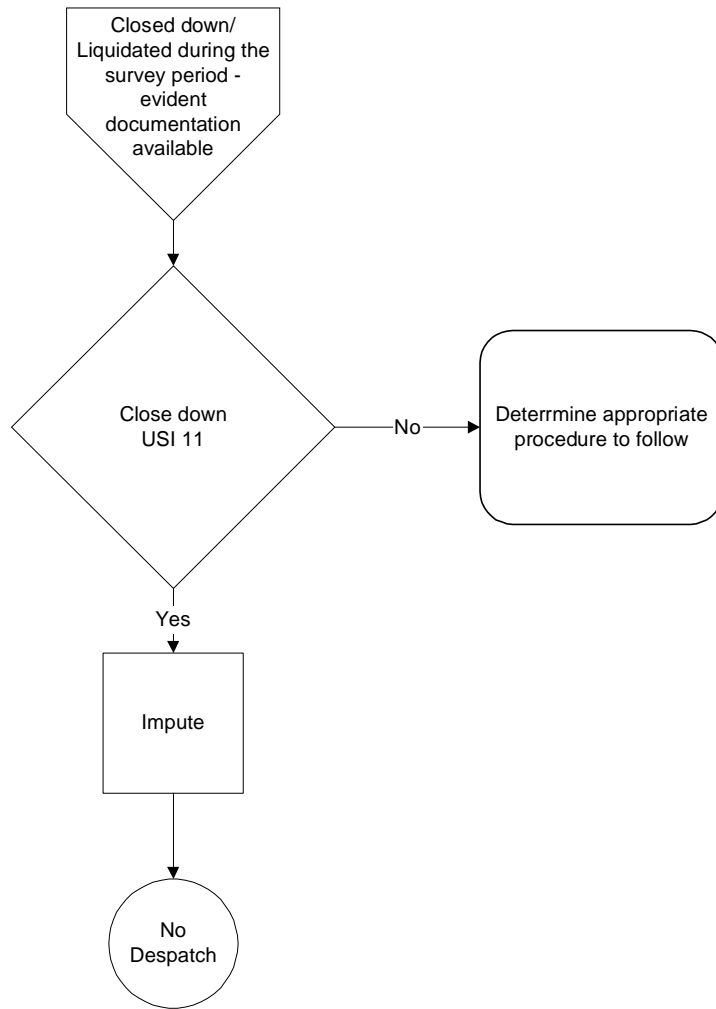 Closed down/
Liquidated during the
survey period -
evident
documentation
available
Close down
USI 11
No
Deterrmine appropriate
procedure to follow
Yes
Impute
No
Despatch